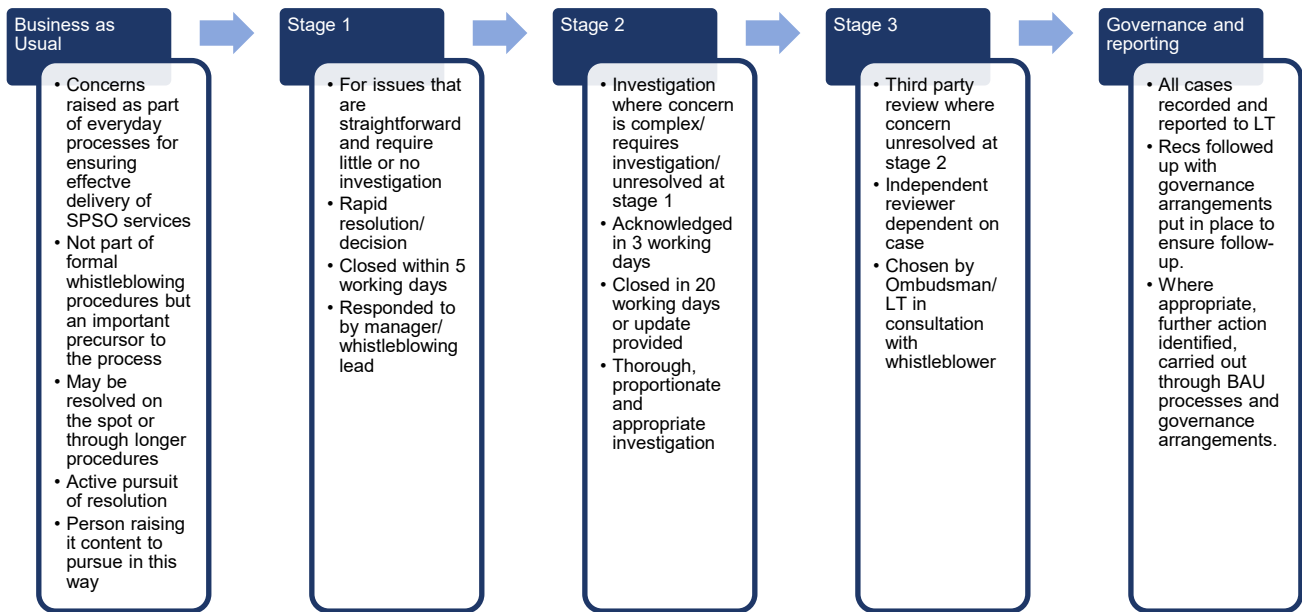 Business as
Usual
• Concerns
raised as part
of everyday
processes for
ensuring
effectve
delivery of
SPSO services
• Not part of
formal
whistleblowing
procedures but
an important
precursor to
the process
• May be
resolved on
the spot or
through longer
procedures
• Active pursuit
of resolution
• Person raising
it content to
pursue in this
way
Stage 1
• For issues that
are
straightforward
and require
little or no
investigation
• Rapid
resolution/
decision
• Closed within 5
working days
• Responded to
by manager/
whistleblowing
lead
Stage 2
• Investigation
where concern
is complex/
requires
investigation/
unresolved at
stage 1
• Acknowledged
in 3 working
days
• Closed in 20
working days
or update
provided
• Thorough,
proportionate
and
appropriate
investigation
Stage 3
• Third party
review where
concern
unresolved at
stage 2
• Independent
reviewer
dependent on
case
• Chosen by
Ombudsman/
LT in
consultation
with
whistleblower
Governance and
reporting
• All cases
recorded and
reported to LT
• Recs followed
up with
governance
arrangements
put in place to
ensure follow-
up.
• Where
appropriate,
further action
identified,
carried out
through BAU
processes and
governance
arrangements.